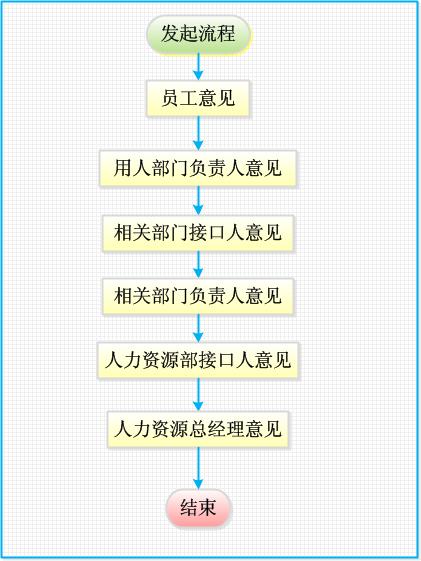 发起流程
员工意见
用人部门负责人意见
相关部门接口人意见
相关部门负责人意见
人力资源部接口人意见
人力资源总经理意见
结束